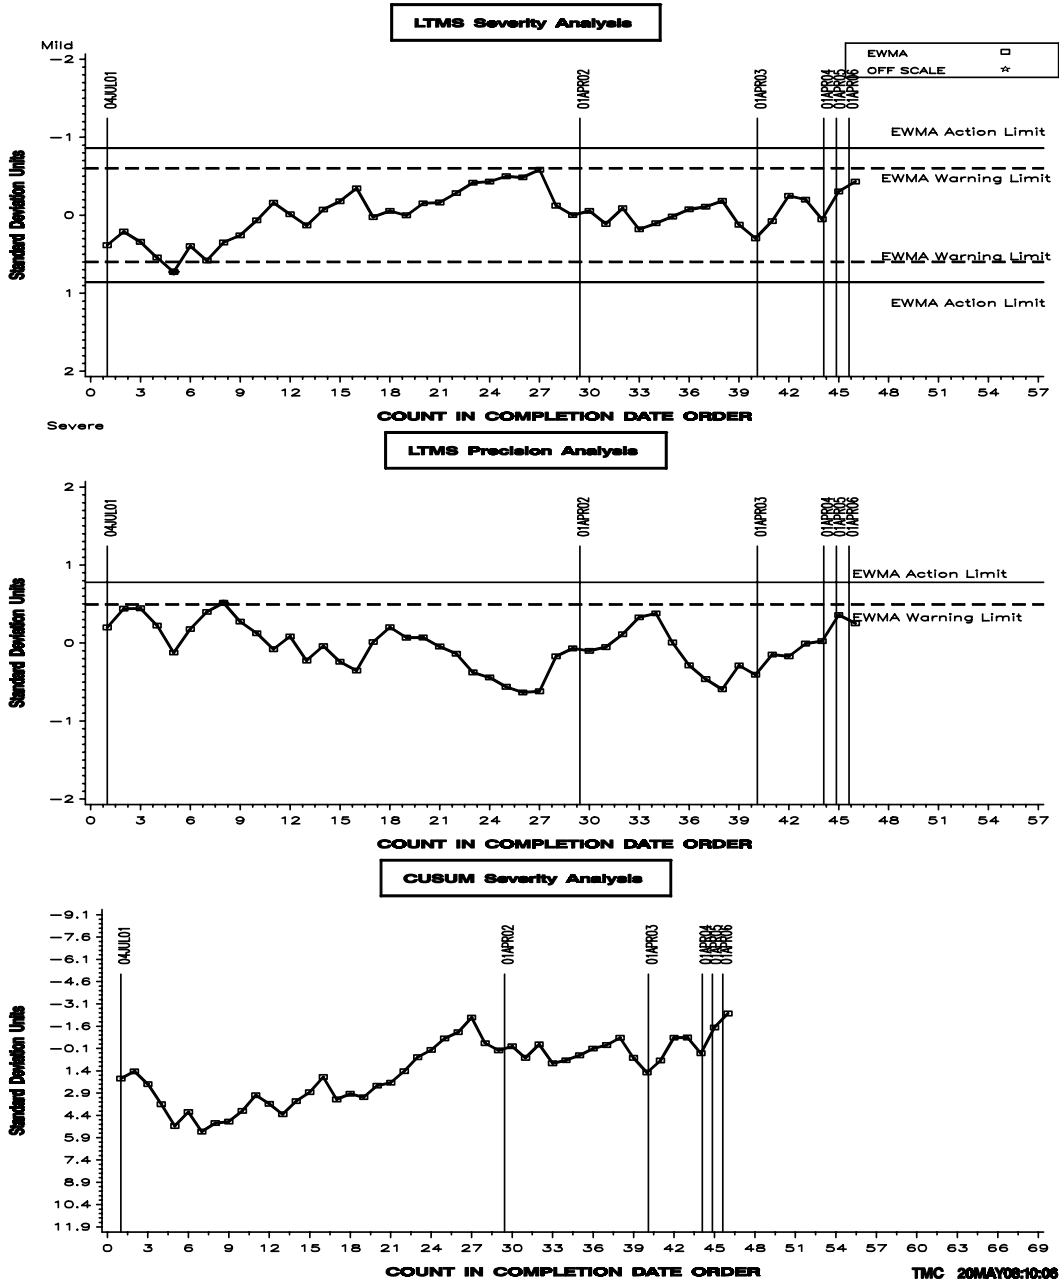 LTMS Severity Analysis
Mild
EWMA
OFF SCALE
04JUL01
01APR02
01APR03
01APR04
01APR05
01APR06
EWMA Action Limit
EWMA Warning Limit
EWMA Warning Limit
EWMA Action Limit
Standard Deviation Units
-2
-1
0
1
2
0 3 6 9 12 15 18 21 24 27 30 33 36 39 42 45 48 51 54 57
COUNT IN COMPLETION DATE ORDER
Severe
LTMS Precision Analysis
04JUL01
01APR02
01APR03
01APR04
01APR05
01APR06
EWMA Action Limit
EWMA Warning Limit
Standard Deviation Units
2
1
0
-1
-2
0 3 6 9 12 15 18 21 24 27 30 33 36 39 42 45 48 51 54 57
COUNT IN COMPLETION DATE ORDER
CUSUM Severity Analysis
04JUL01
01APR02
01APR03
01APR04
01APR05
01APR06
Standard Deviation Units
-9.1
-7.6
-6.1
-4.6
-3.1
-1.6
-0.1
1.4
2.9
4.4
5.9
7.4
8.9
10.4
11.9
0 3 6 9 12 15 18 21 24 27 30 33 36 39 42 45 48 51 54 57 60 63 66 69
COUNT IN COMPLETION DATE ORDER